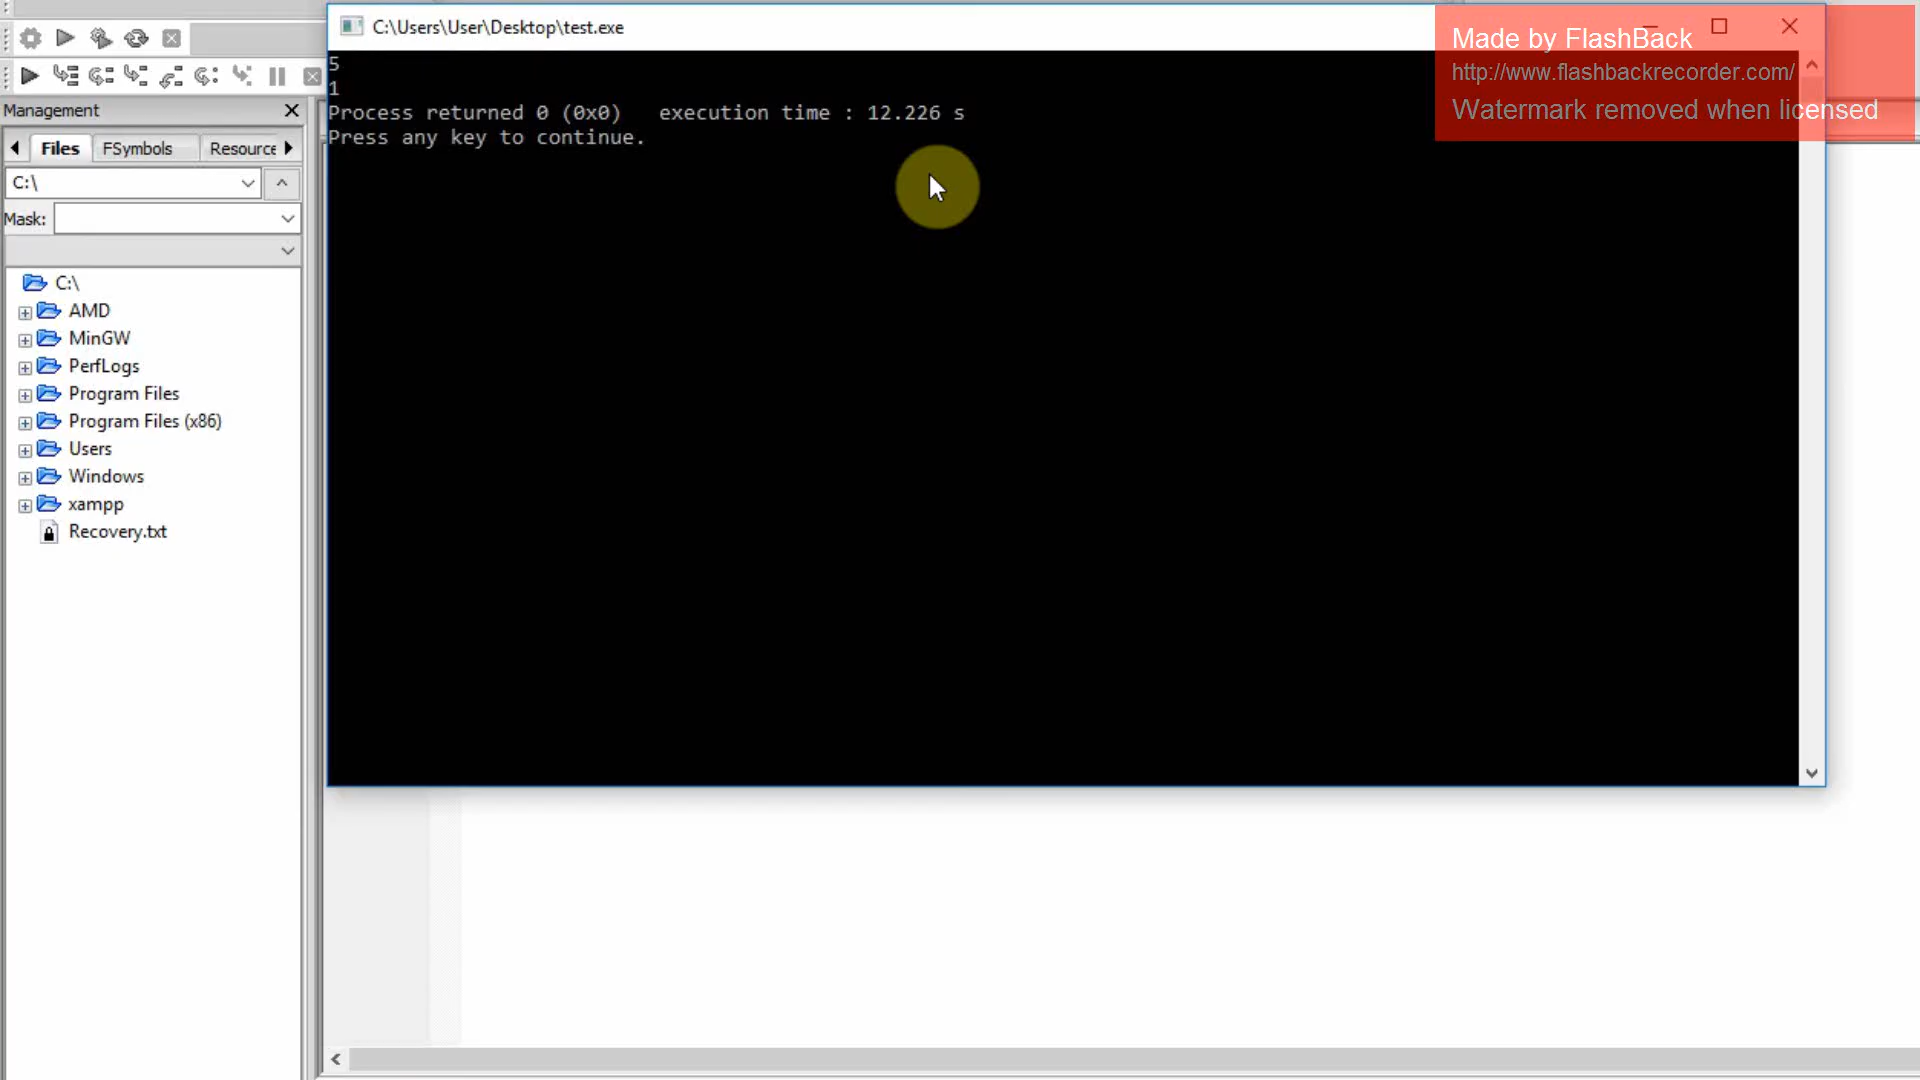 C:\Users\User\Desktop\test.exe
Made by FlashBack
http://www.flashbackrecorder.com/
Watermark removed when licensed
5
1
Process returned 0 (0x0)   execution time : 12.226 s
Press any key to continue.
Management
Files FSymbols Resource
C:\
Mask:
C:\
AMD
MinGW
PerfLogs
Program Files
Program Files (x86)
Users
Windows
xampp
Recovery.txt